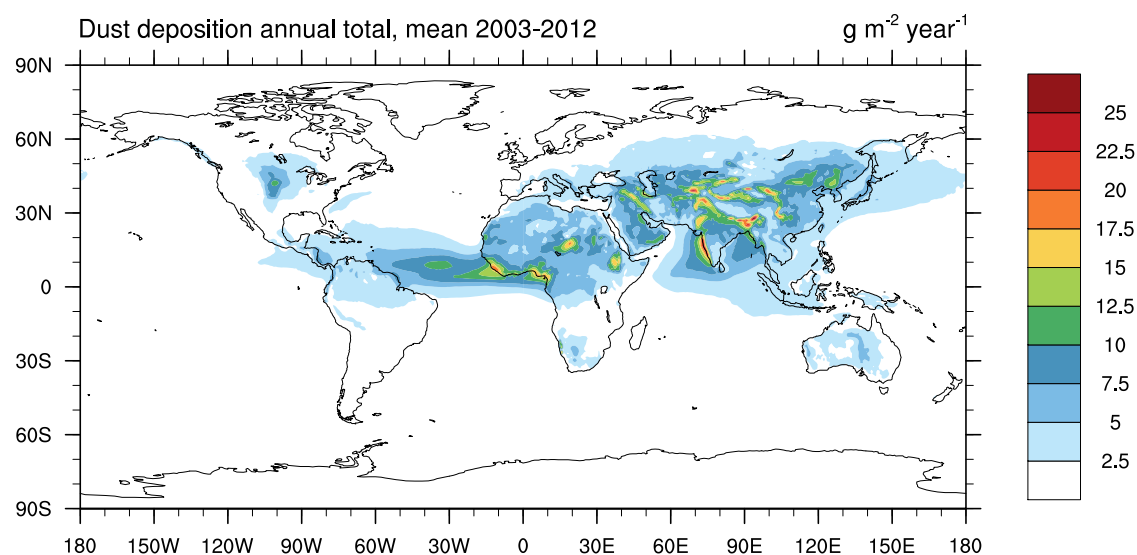 Dust deposition annual total, mean 2003-2012 g m⁻² year⁻¹
90N
60N
30N
0
30S
60S
90S
180 150W 120W 90W 60W 30W 0 30E 60E 90E 120E 150E 180
25
22.5
20
17.5
15
12.5
10
7.5
5
2.5